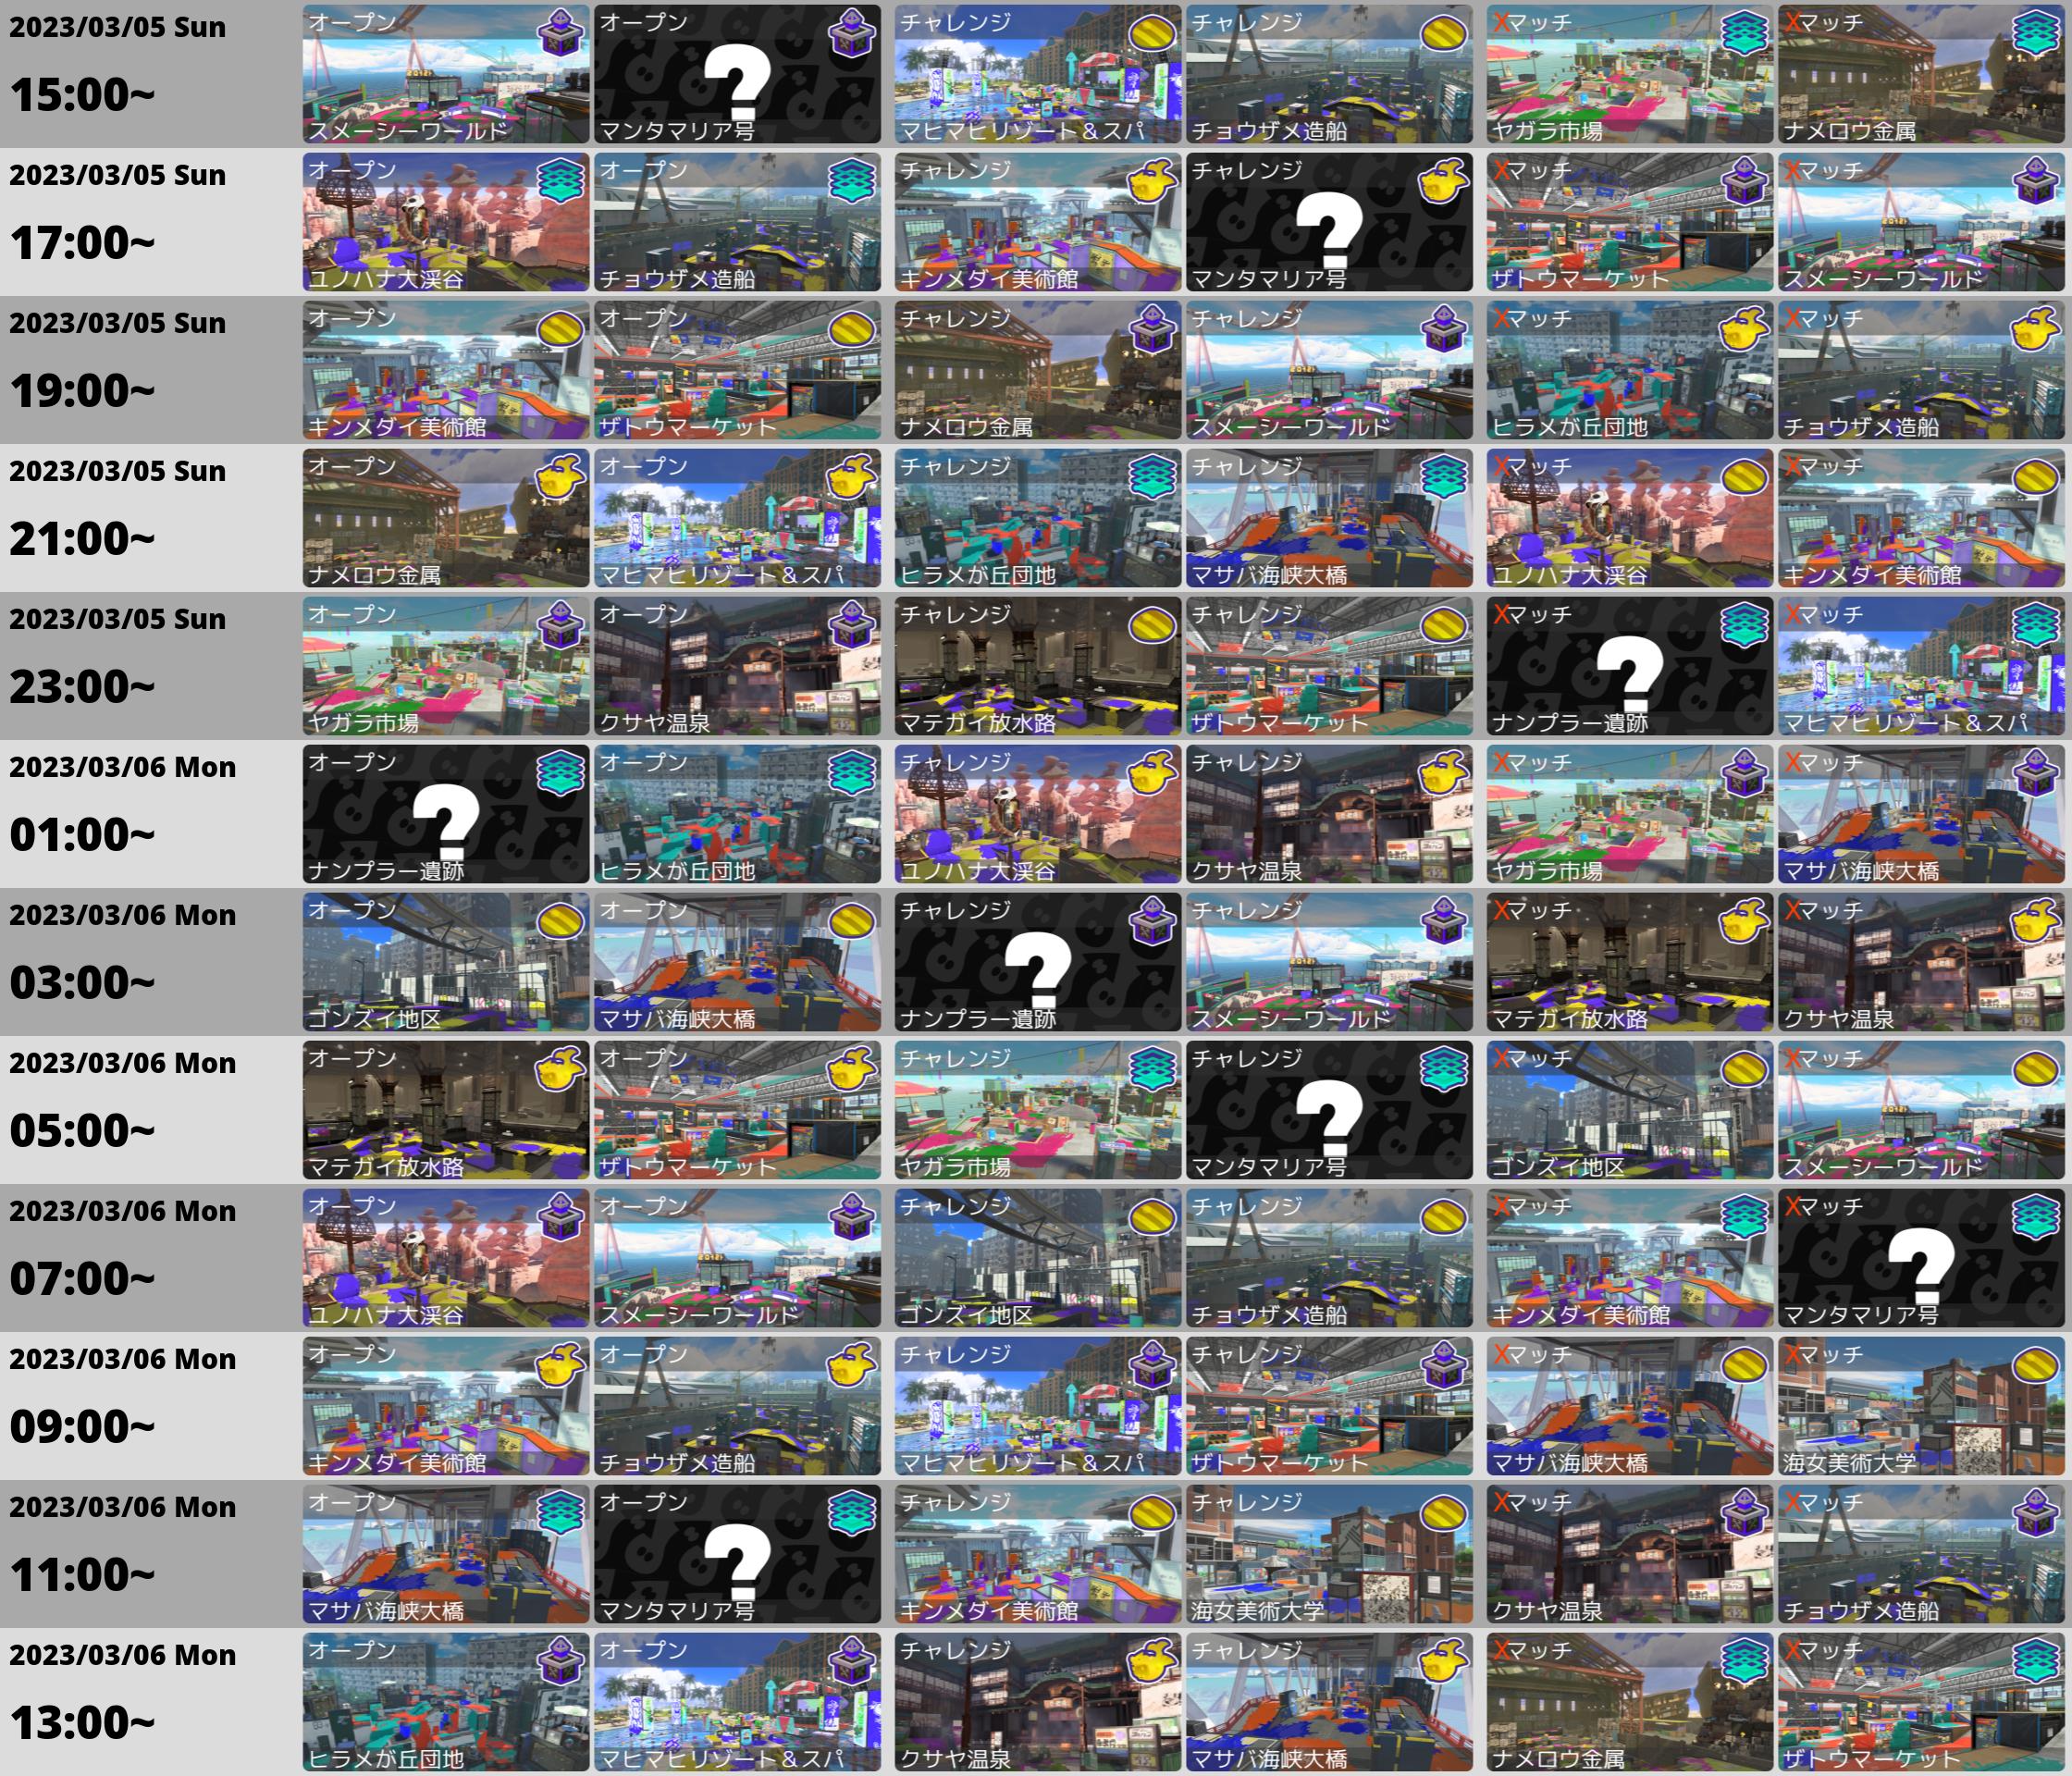 2023/03/05 Sun
15:00~
オープン
オープン
チャレンジ
チャレンジ
Xマッチ
Xマッチ
スメーシーワールド
マンタマリア号
マヒマヒリゾート＆スパ
チョウザメ造船
ヤガラ市場
ナメロウ金属
2023/03/05 Sun
17:00~
オープン
オープン
チャレンジ
チャレンジ
Xマッチ
Xマッチ
ユノハナ大渓谷
チョウザメ造船
キンメダイ美術館
マンタマリア号
ザトウマーケット
スメーシーワールド
2023/03/05 Sun
19:00~
オープン
オープン
チャレンジ
チャレンジ
Xマッチ
Xマッチ
キンメダイ美術館
ザトウマーケット
ナメロウ金属
スメーシーワールド
ヒラメが丘団地
チョウザメ造船
2023/03/05 Sun
21:00~
オープン
オープン
チャレンジ
チャレンジ
Xマッチ
Xマッチ
ナメロウ金属
マヒマヒリゾート＆スパ
ヒラメが丘団地
マサバ海峡大橋
ユノハナ大渓谷
キンメダイ美術館
2023/03/05 Sun
23:00~
オープン
オープン
チャレンジ
チャレンジ
Xマッチ
Xマッチ
ヤガラ市場
クサヤ温泉
マテガイ放水路
ザトウマーケット
ナンプラー遺跡
マヒマヒリゾート＆スパ
2023/03/06 Mon
01:00~
オープン
オープン
チャレンジ
チャレンジ
Xマッチ
Xマッチ
ナンプラー遺跡
ヒラメが丘団地
ユノハナ大渓谷
クサヤ温泉
ヤガラ市場
マサバ海峡大橋
2023/03/06 Mon
03:00~
オープン
オープン
チャレンジ
チャレンジ
Xマッチ
Xマッチ
ゴンズイ地区
マサバ海峡大橋
ナンプラー遺跡
スメーシーワールド
マテガイ放水路
クサヤ温泉
2023/03/06 Mon
05:00~
オープン
オープン
チャレンジ
チャレンジ
Xマッチ
Xマッチ
マテガイ放水路
ザトウマーケット
ヤガラ市場
マンタマリア号
ゴンズイ地区
スメーシーワールド
2023/03/06 Mon
07:00~
オープン
オープン
チャレンジ
チャレンジ
Xマッチ
Xマッチ
ユノハナ大渓谷
スメーシーワールド
ゴンズイ地区
チョウザメ造船
キンメダイ美術館
マンタマリア号
2023/03/06 Mon
09:00~
オープン
オープン
チャレンジ
チャレンジ
Xマッチ
Xマッチ
キンメダイ美術館
チョウザメ造船
マヒマヒリゾート＆スパ
ザトウマーケット
マサバ海峡大橋
海女美術大学
2023/03/06 Mon
11:00~
オープン
オープン
チャレンジ
チャレンジ
Xマッチ
Xマッチ
マサバ海峡大橋
マンタマリア号
キンメダイ美術館
海女美術大学
クサヤ温泉
チョウザメ造船
2023/03/06 Mon
13:00~
オープン
オープン
チャレンジ
チャレンジ
Xマッチ
Xマッチ
ヒラメが丘団地
マヒマヒリゾート＆スパ
クサヤ温泉
マサバ海峡大橋
ナメロウ金属
ザトウマーケット